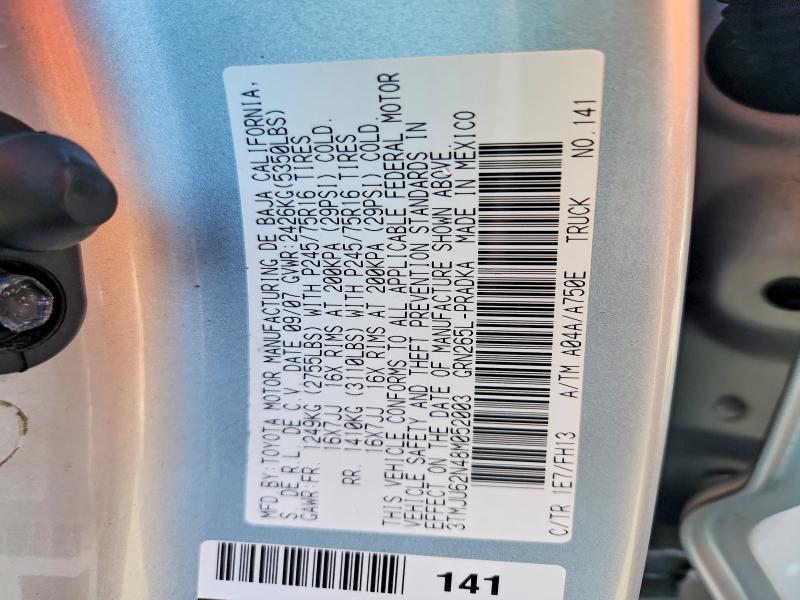 MFD.BY:TOYOTA MOTOR MANUFACTURING DE BAJA CALIFORNIA,
S. DE R.L.DE C.V. DATE 09/07 GVWR:2426KG(5350LBS)
GAWR:FR. 1249KG (2755LBS) WITH P245/75R16 TIRES
16X7JJ 16X RIMS AT 200KPA (29PSI) COLD.
RR. 1410KG (3110LBS) WITH P245/75R16 TIRES
16X7JJ 16X RIMS AT 200KPA (29PSI) COLD.
THIS VEHICLE CONFORMS TO ALL APPLICABLE FEDERAL MOTOR
VEHICLE SAFETY AND THEFT PREVENTION STANDARDS IN
EFFECT ON THE DATE OF MANUFACTURE SHOWN ABOVE.
3TMJU62N48M052003 GRN265L-PRADKA MADE IN MEXICO
C/TR 1E7/FH13 A/TM A04A/A750E TRUCK NO.141
141